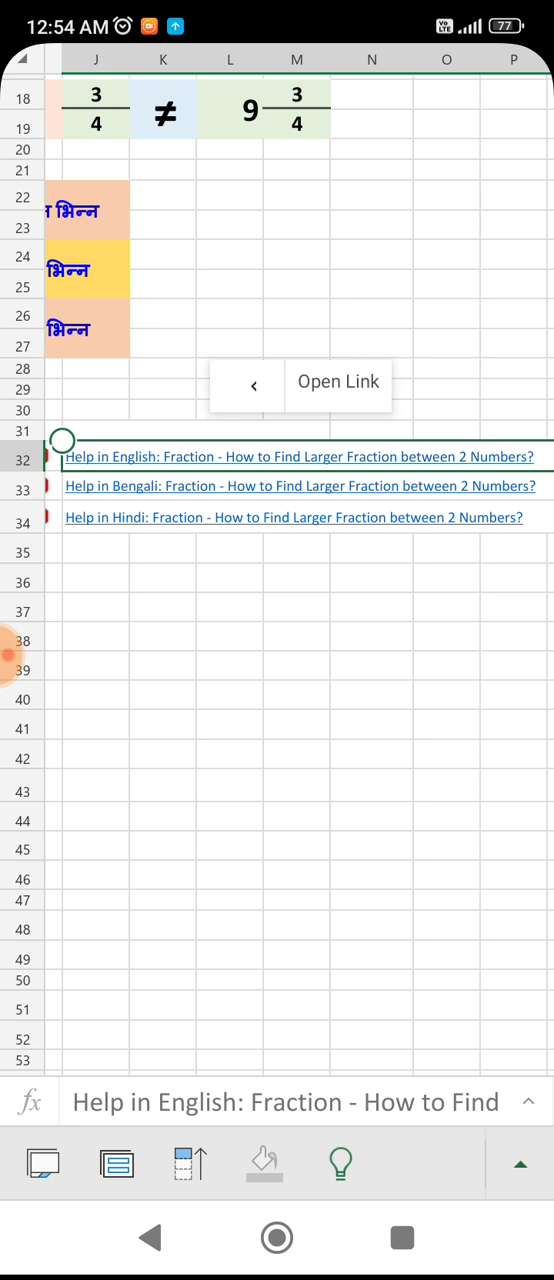 12:54 AM Vo LTE 77
J K L M N O P
18 3 3
≠ 9
19 4 4
20
21
22
भिन्न
23
24
भिन्न
25
26
भिन्न
27
28
‹ Open Link
29
30
31
32 Help in English: Fraction - How to Find Larger Fraction between 2 Numbers?
33 Help in Bengali: Fraction - How to Find Larger Fraction between 2 Numbers?
34 Help in Hindi: Fraction - How to Find Larger Fraction between 2 Numbers?
35
36
37
38
39
40
41
42
43
44
45
46
47
48
49
50
51
52
53
fx Help in English: Fraction - How to Find